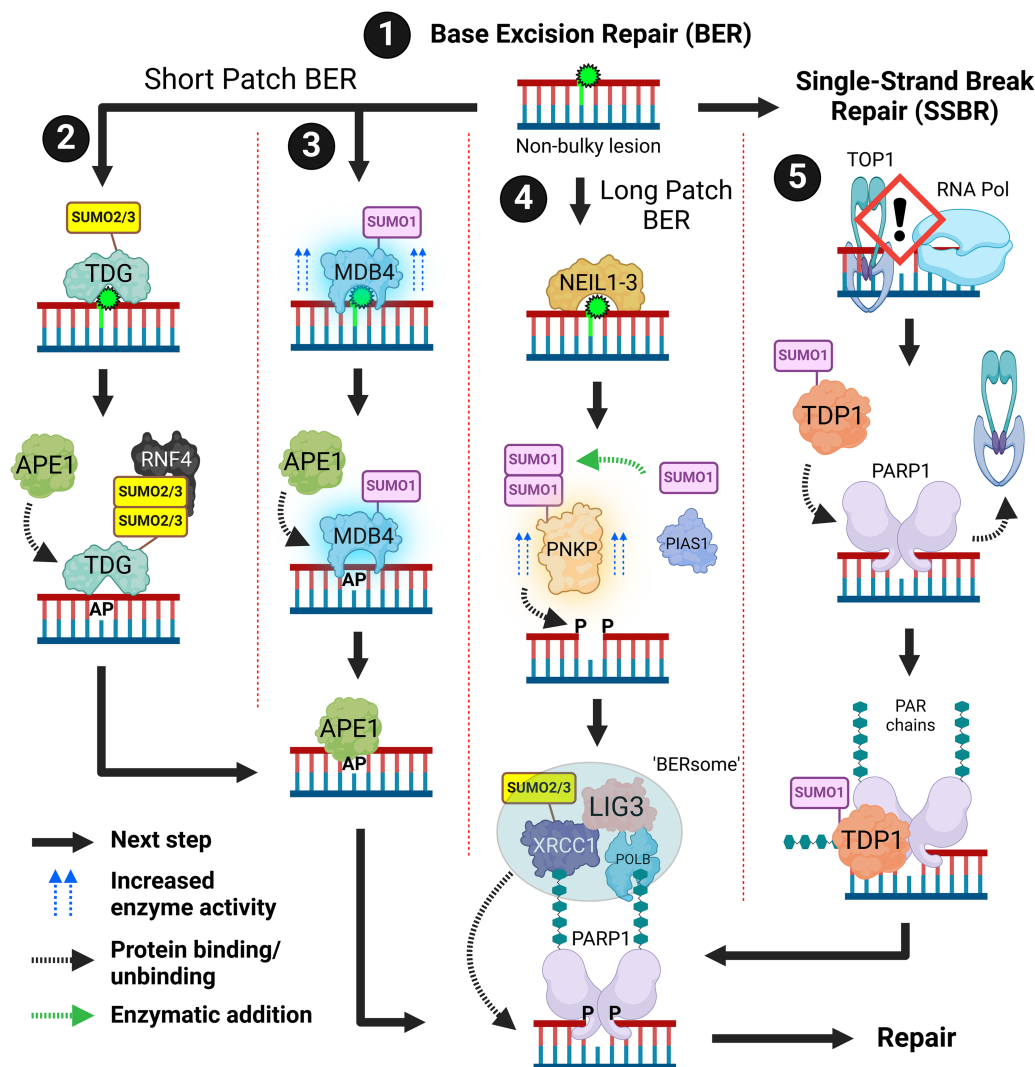 1
Base Excision Repair (BER)
Short Patch BER
Non-bulky lesion
Single-Strand Break
Repair (SSBR)
2
SUMO2/3
TDG
APE1
RNF4
SUMO2/3
SUMO2/3
TDG
AP
3
SUMO1
MDB4
APE1
SUMO1
MDB4
AP
APE1
AP
4
Long Patch
BER
NEIL1-3
SUMO1
SUMO1
SUMO1
PNKP
PIAS1
P P
'BERsome'
SUMO2/3
LIG3
XRCC1
POLB
PARP1
P P
5
TOP1
RNA Pol
!
SUMO1
TDP1
PARP1
PAR
chains
SUMO1
TDP1
Repair
Next step
Increased
enzyme activity
Protein binding/
unbinding
Enzymatic addition